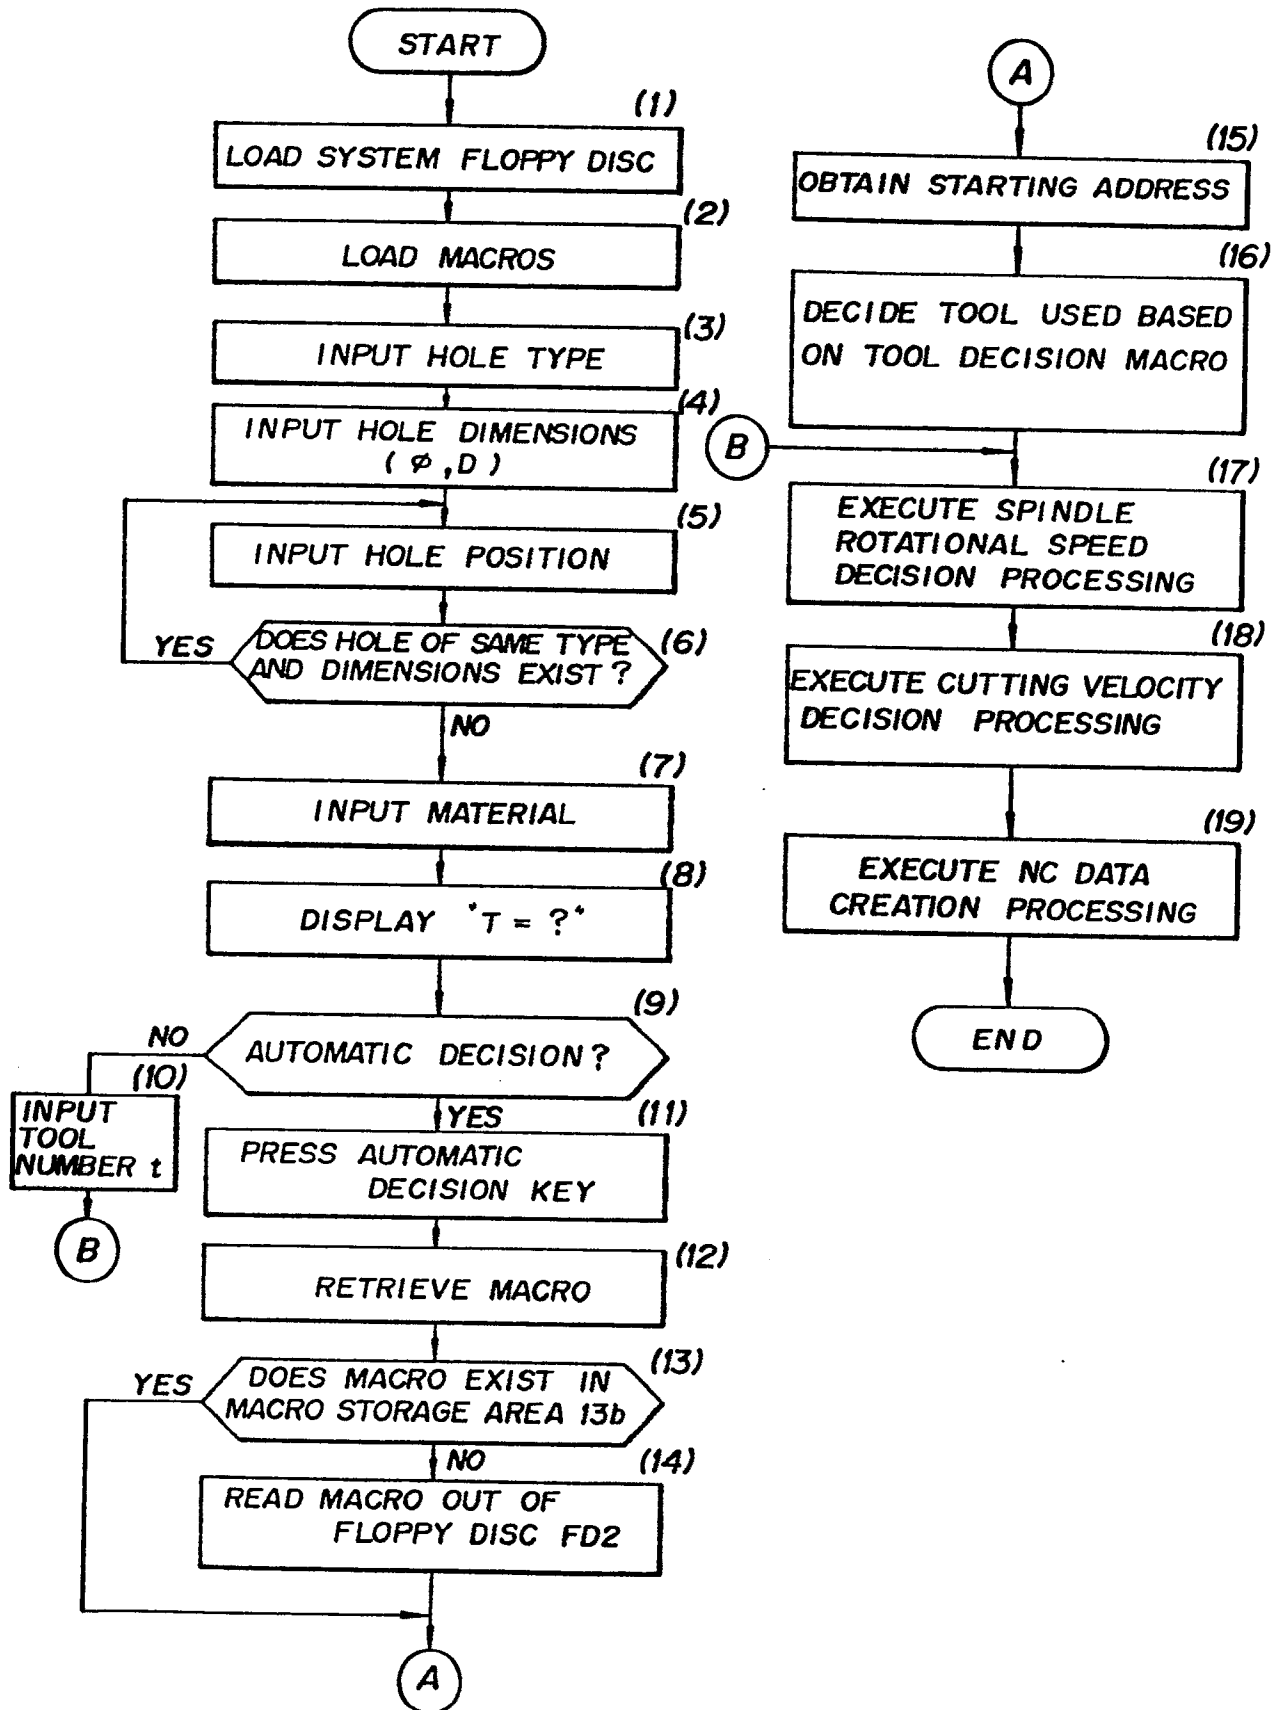 START
(1)
LOAD SYSTEM FLOPPY DISC
(2)
LOAD MACROS
(3)
INPUT HOLE TYPE
(4)
INPUT HOLE DIMENSIONS
( φ , D )
(5)
INPUT HOLE POSITION
(6)
YES
DOES HOLE OF SAME TYPE
AND DIMENSIONS EXIST ?
NO
(7)
INPUT MATERIAL
(8)
DISPLAY "T = ?"
(9)
NO
AUTOMATIC DECISION ?
(10)
INPUT
TOOL
NUMBER t
B
YES
(11)
PRESS AUTOMATIC
DECISION KEY
(12)
RETRIEVE MACRO
(13)
YES
DOES MACRO EXIST IN
MACRO STORAGE AREA 13b
NO
(14)
READ MACRO OUT OF
FLOPPY DISC FD2
A
A
(15)
OBTAIN STARTING ADDRESS
(16)
DECIDE TOOL USED BASED
ON TOOL DECISION MACRO
B
(17)
EXECUTE SPINDLE
ROTATIONAL SPEED
DECISION PROCESSING
(18)
EXECUTE CUTTING VELOCITY
DECISION PROCESSING
(19)
EXECUTE NC DATA
CREATION PROCESSING
END